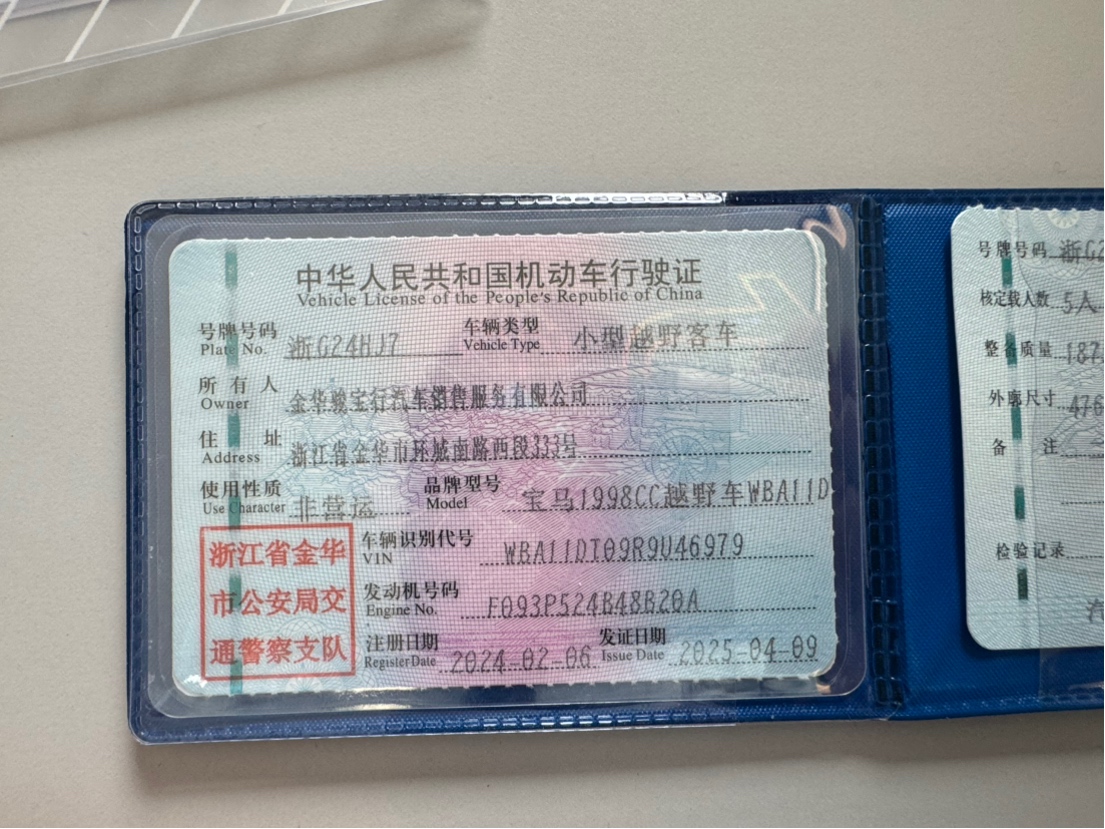 中华人民共和国机动车行驶证
Vehicle License of the People's Republic of China
号牌号码 浙G24HJ7 车辆类型 小型越野客车
Plate No. Vehicle Type
所有人 金华骏宝行汽车销售服务有限公司
Owner
住址 浙江省金华市环城南路西段333号
Address
使用性质 非营运 品牌型号 宝马1998CC越野车WBA11D
Use Character Model
浙江省金华
市公安局交
通警察支队
车辆识别代号 WBA11DT09R9U46979
VIN
发动机号码 F093P524B48B20A
Engine No.
注册日期 2024-02-06 发证日期 2025-04-09
Register Date Issue Date
号牌号码 浙G2
核定载人数 5人
整备质量 187
外廓尺寸 476
备注
检验记录